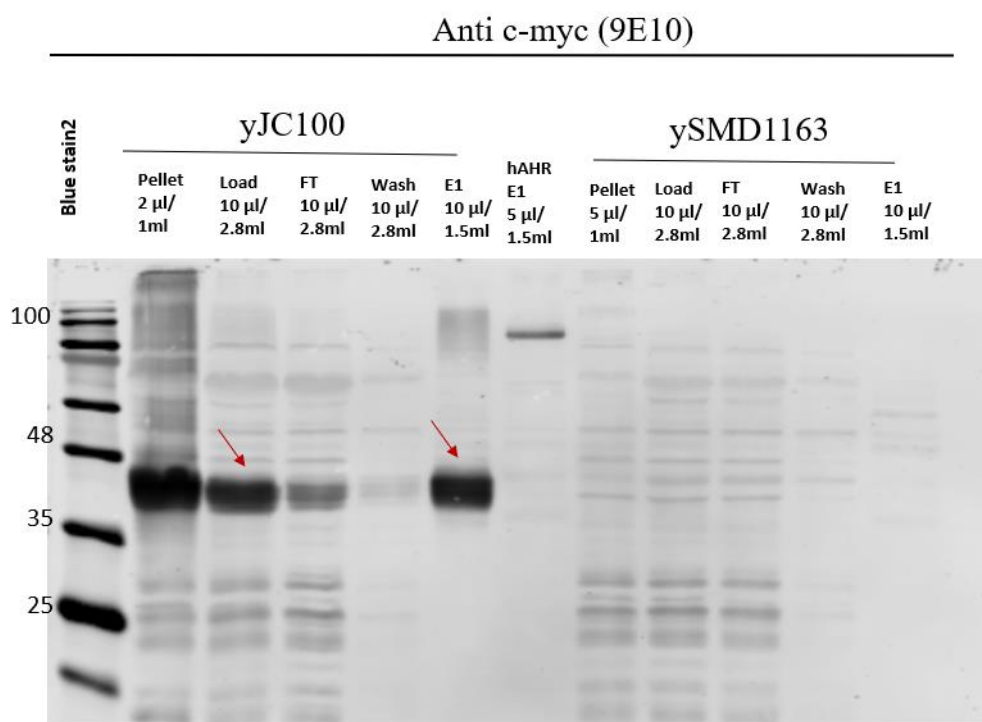 Anti c-myc (9E10)
Blue stain2
yJC100
ySMD1163
Pellet
2 µl/
1ml
Load
10 µl/
2.8ml
FT
10 µl/
2.8ml
Wash
10 µl/
2.8ml
E1
10 µl/
1.5ml
hAHR
E1
5 µl/
1.5ml
Pellet
5 µl/
1ml
Load
10 µl/
2.8ml
FT
10 µl/
2.8ml
Wash
10 µl/
2.8ml
E1
10 µl/
1.5ml
100
48
35
25